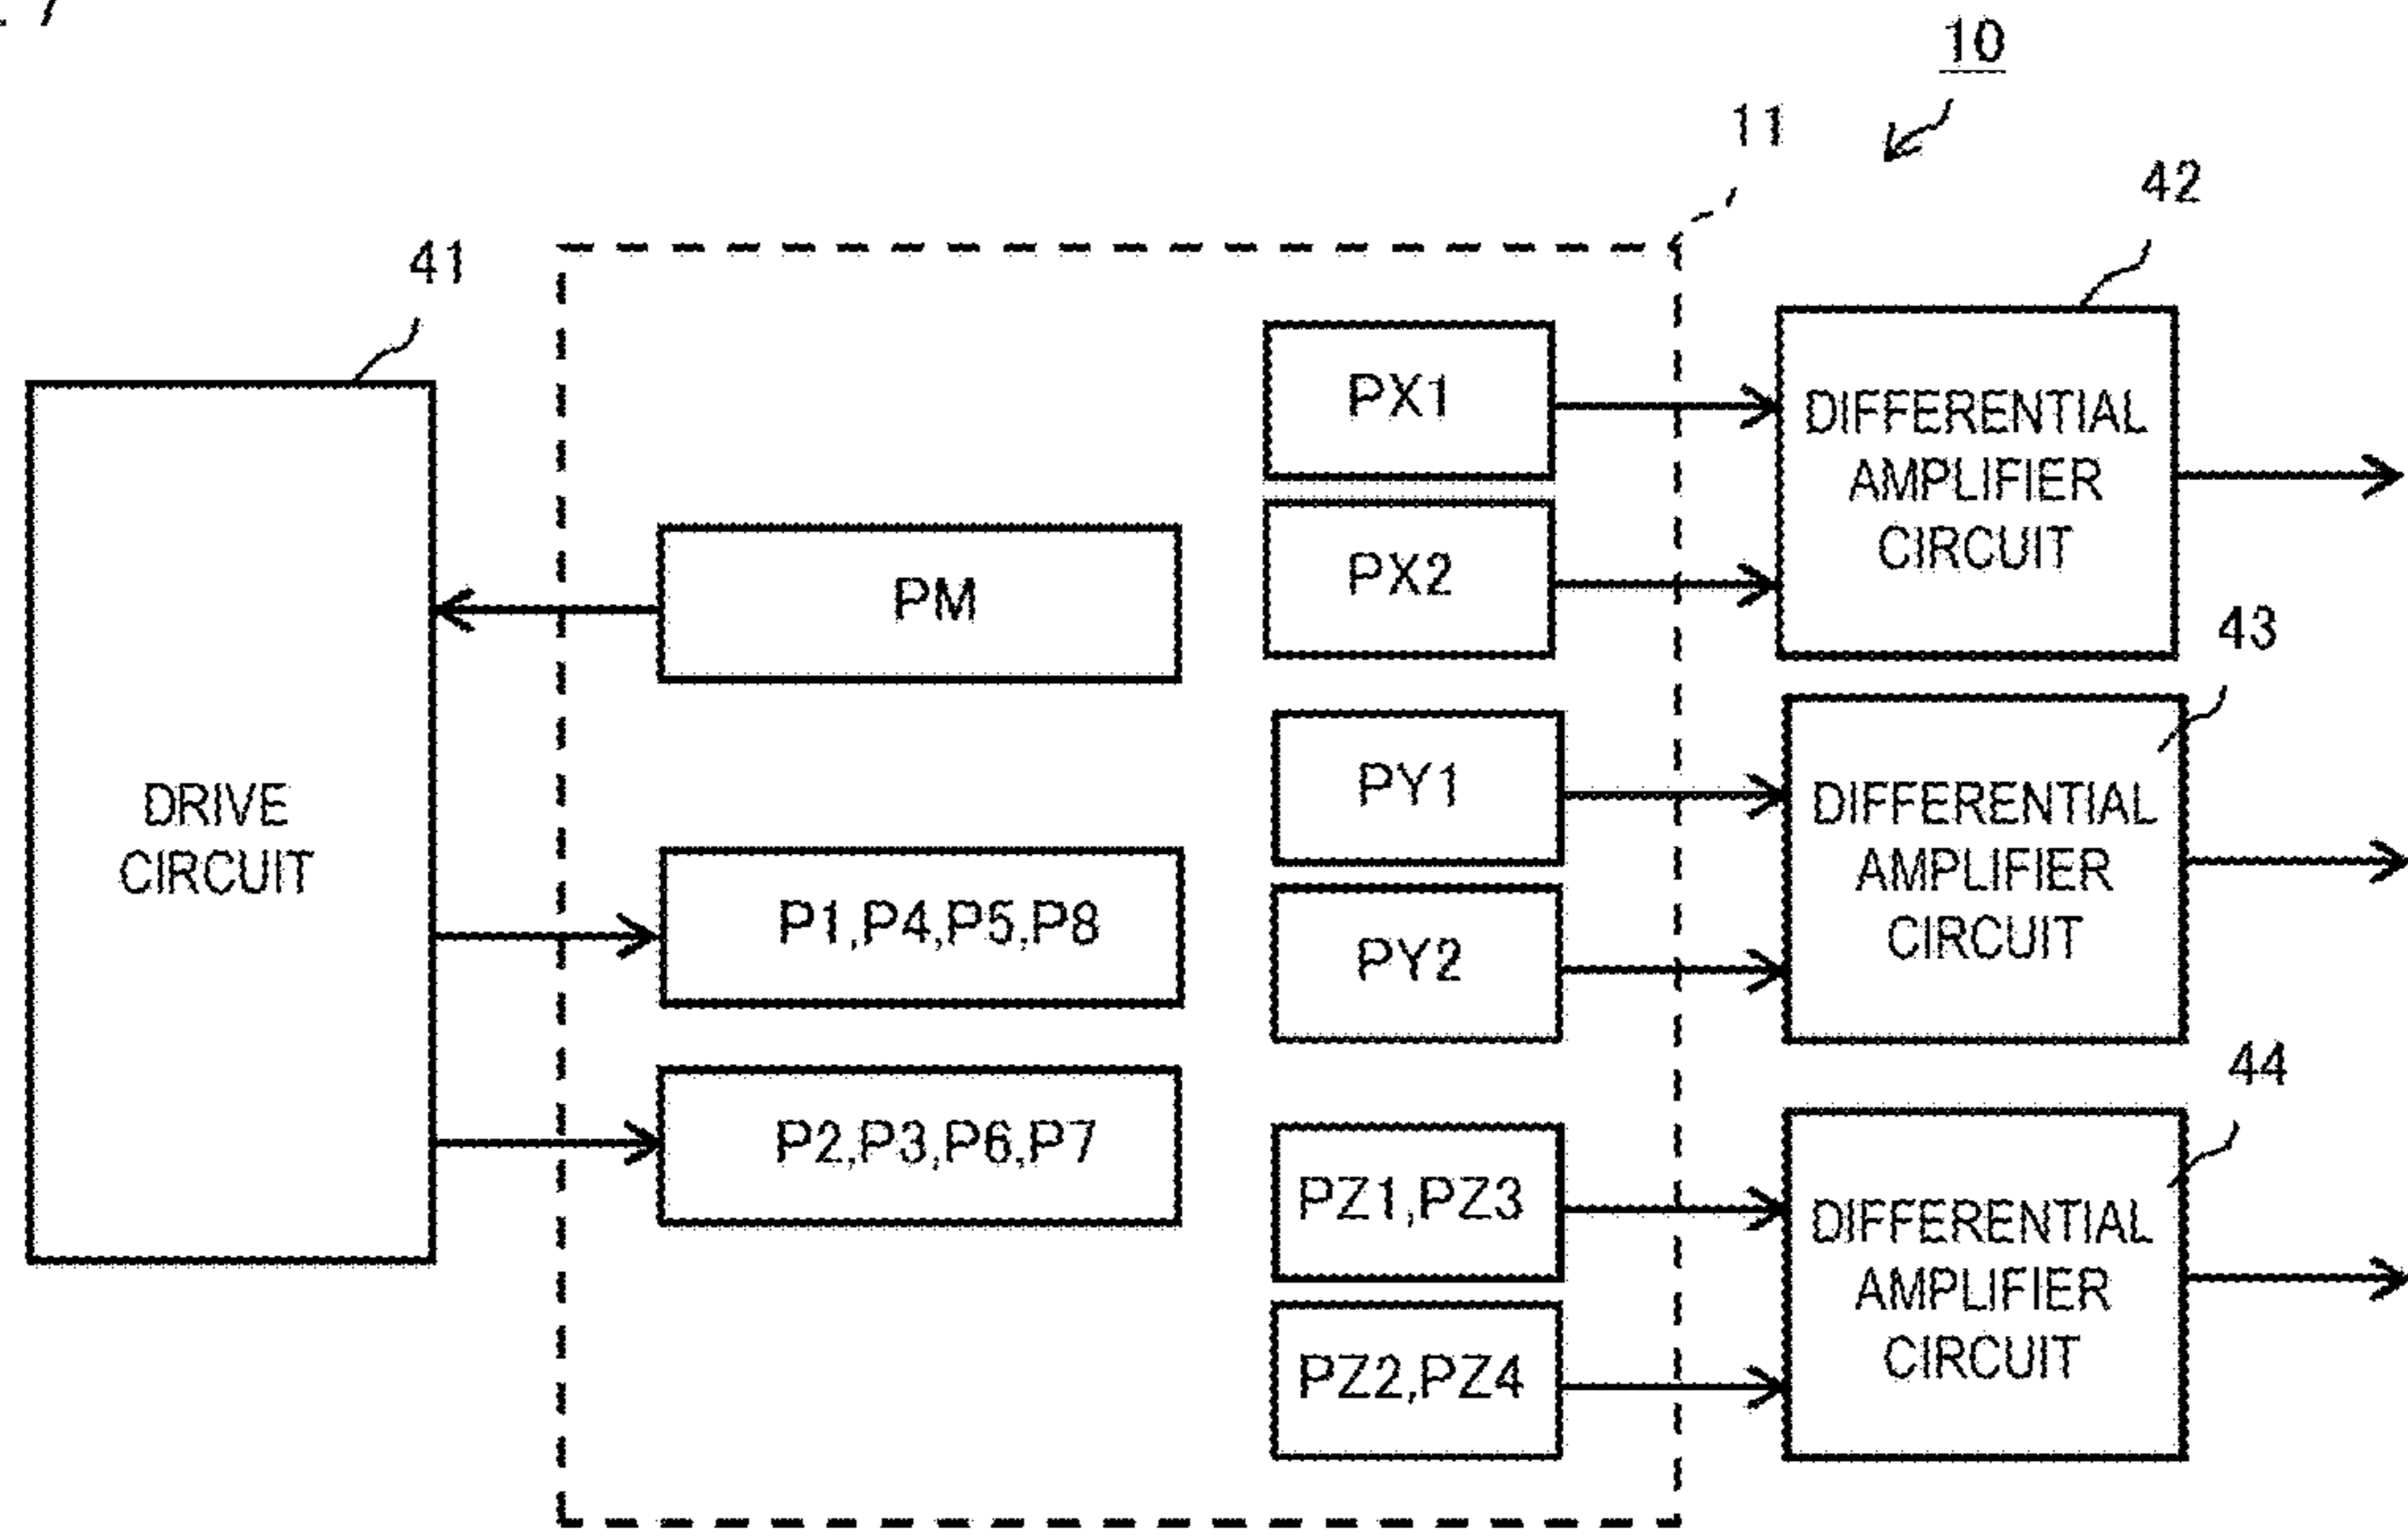 10
11
42
41
PX1
DIFFERENTIAL
AMPLIFIER
CIRCUIT
PX2
PM
43
PY1
DIFFERENTIAL
AMPLIFIER
CIRCUIT
DRIVE
CIRCUIT
P1,P4,P5,P8
PY2
44
P2,P3,P6,P7
PZ1,PZ3
DIFFERENTIAL
AMPLIFIER
CIRCUIT
PZ2,PZ4